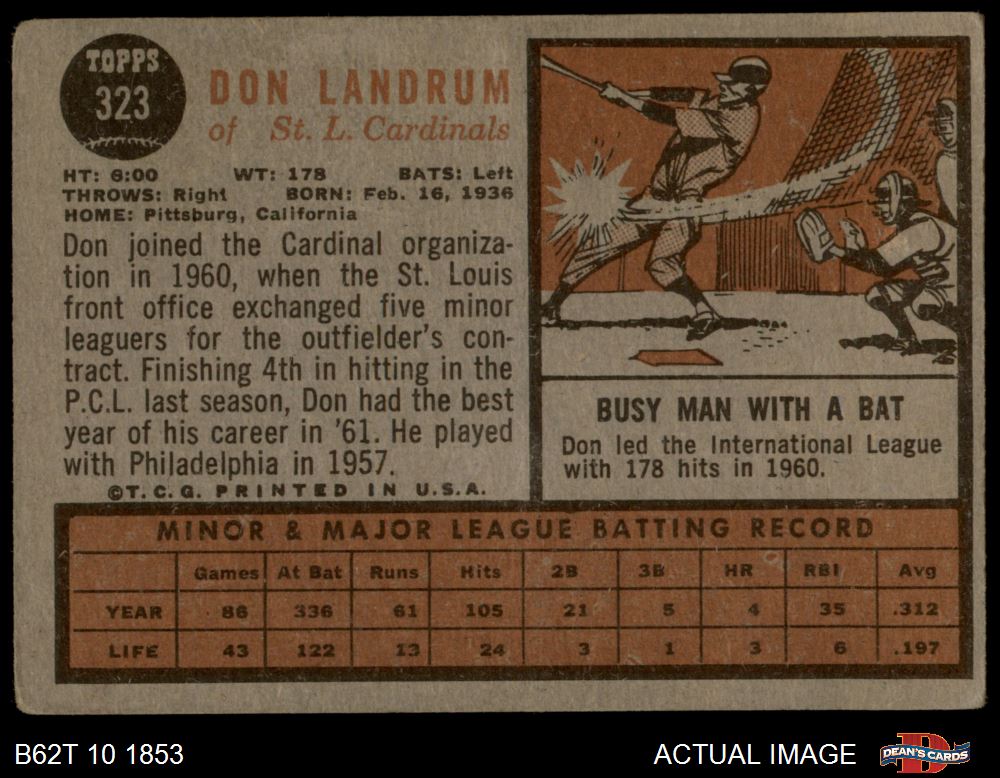 TOPPS
323
DON LANDRUM
of St. L. Cardinals
HT: 6:00 WT: 178 BATS: Left
THROWS: Right BORN: Feb. 16, 1936
HOME: Pittsburg, California
Don joined the Cardinal organiza-
tion in 1960, when the St. Louis
front office exchanged five minor
leaguers for the outfielder's con-
tract. Finishing 4th in hitting in the
P.C.L. last season, Don had the best
year of his career in '61. He played
with Philadelphia in 1957.
©T.C.G. PRINTED IN U.S.A.
BUSY MAN WITH A BAT
Don led the International League
with 178 hits in 1960.
MINOR & MAJOR LEAGUE BATTING RECORD
Games At Bat Runs Hits 2B 3B HR RBI Avg
YEAR 86 336 61 105 21 5 4 35 .312
LIFE 43 122 13 24 3 1 3 6 .197
B62T 10 1853 ACTUAL IMAGE DEAN'S CARDS